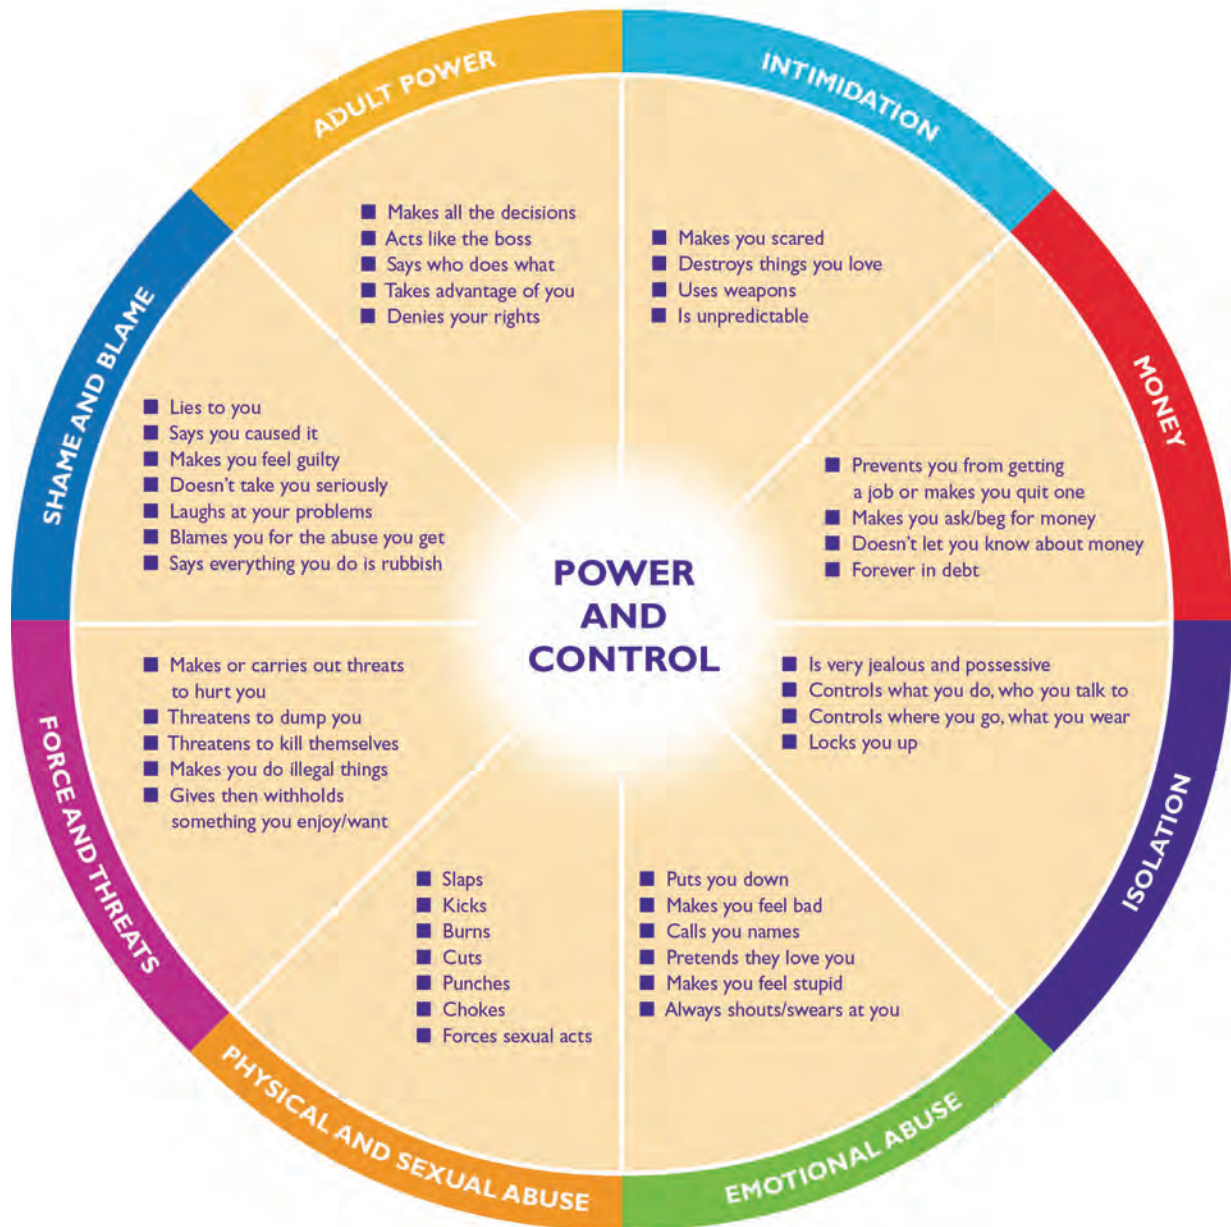 ADULT POWER
■ Makes all the decisions
■ Acts like the boss
■ Says who does what
■ Takes advantage of you
■ Denies your rights
INTIMIDATION
■ Makes you scared
■ Destroys things you love
■ Uses weapons
■ Is unpredictable
MONEY
■ Prevents you from getting
a job or makes you quit one
■ Makes you ask/beg for money
■ Doesn't let you know about money
■ Forever in debt
ISOLATION
■ Is very jealous and possessive
■ Controls what you do, who you talk to
■ Controls where you go, what you wear
■ Locks you up
EMOTIONAL ABUSE
■ Puts you down
■ Makes you feel bad
■ Calls you names
■ Pretends they love you
■ Makes you feel stupid
■ Always shouts/swears at you
PHYSICAL AND SEXUAL ABUSE
■ Slaps
■ Kicks
■ Burns
■ Cuts
■ Punches
■ Chokes
■ Forces sexual acts
FORCE AND THREATS
■ Makes or carries out threats
to hurt you
■ Threatens to dump you
■ Threatens to kill themselves
■ Makes you do illegal things
■ Gives then withholds
something you enjoy/want
SHAME AND BLAME
■ Lies to you
■ Says you caused it
■ Makes you feel guilty
■ Doesn't take you seriously
■ Laughs at your problems
■ Blames you for the abuse you get
■ Says everything you do is rubbish
POWER
AND
CONTROL